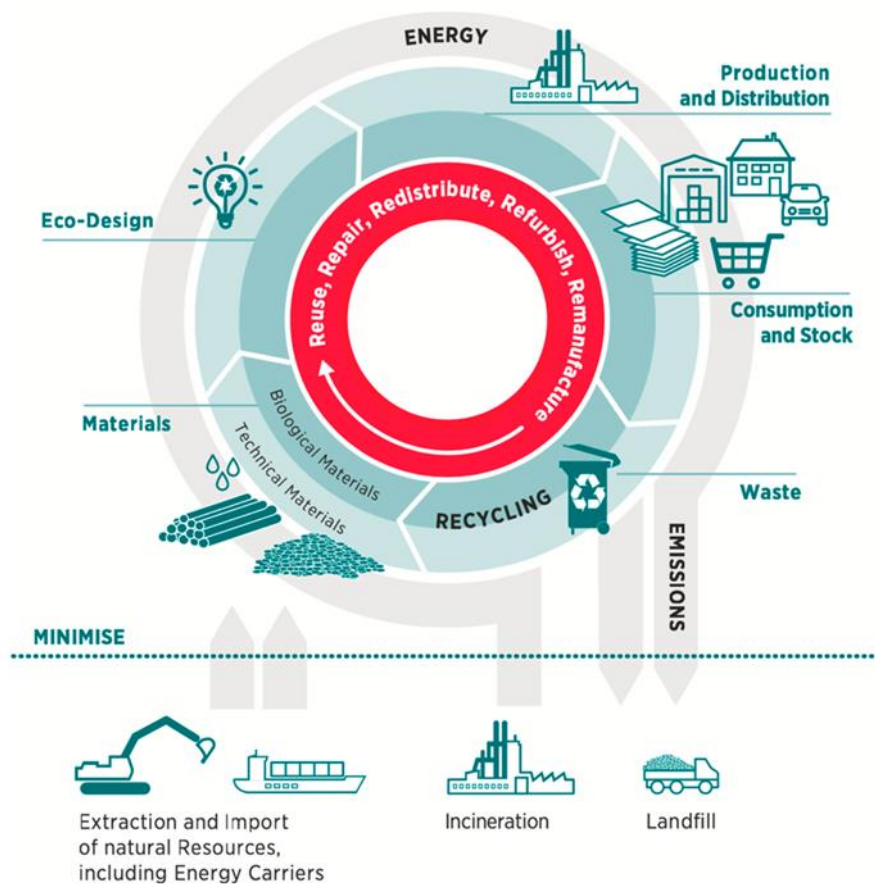 ENERGY
Production
and Distribution
Eco-Design
Reuse, Repair, Redistribute, Refurbish, Remanufacture
Consumption
and Stock
Materials
Biological Materials
Technical Materials
RECYCLING
Waste
EMISSIONS
MINIMISE
Extraction and Import
of natural Resources,
including Energy Carriers
Incineration
Landfill